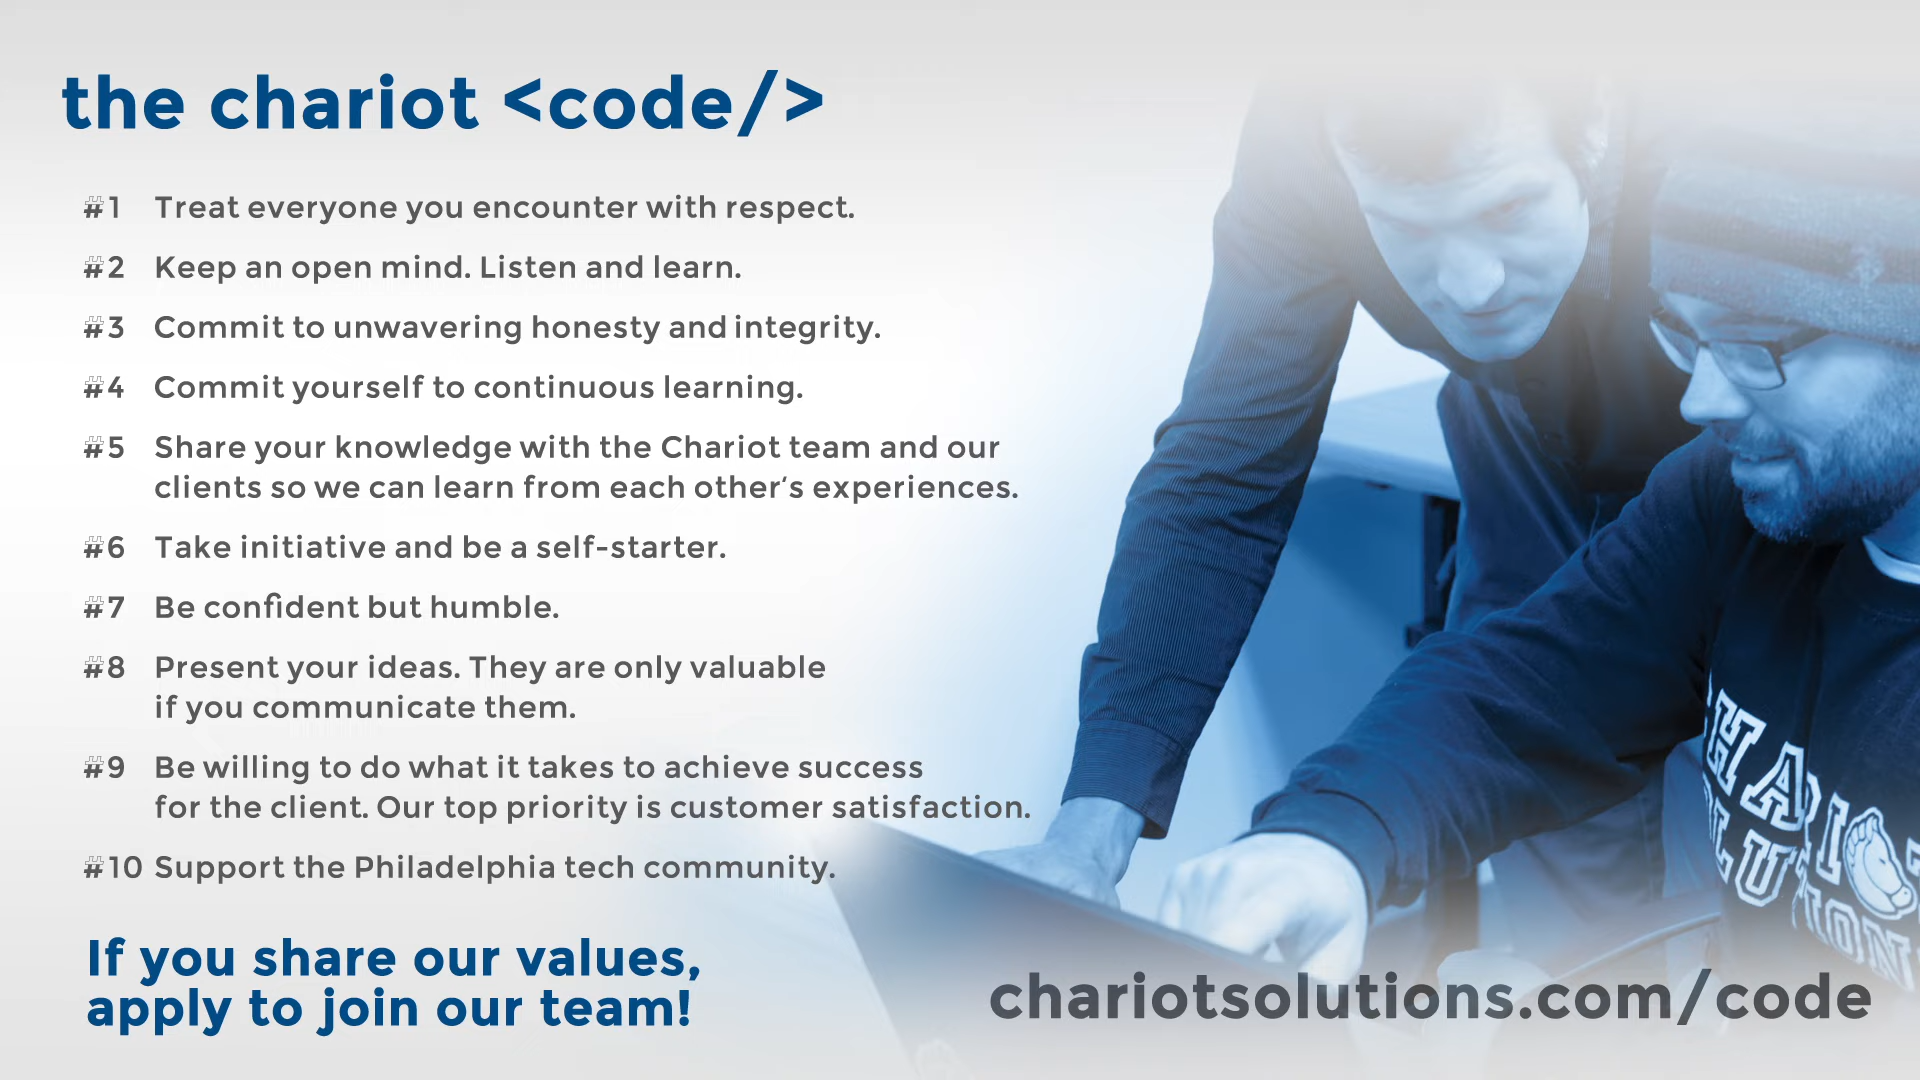 the chariot <code/>
#1 Treat everyone you encounter with respect.
#2 Keep an open mind. Listen and learn.
#3 Commit to unwavering honesty and integrity.
#4 Commit yourself to continuous learning.
#5 Share your knowledge with the Chariot team and our
clients so we can learn from each other's experiences.
#6 Take initiative and be a self-starter.
#7 Be confident but humble.
#8 Present your ideas. They are only valuable
if you communicate them.
#9 Be willing to do what it takes to achieve success
for the client. Our top priority is customer satisfaction.
#10 Support the Philadelphia tech community.
If you share our values,
apply to join our team!
chariotsolutions.com/code